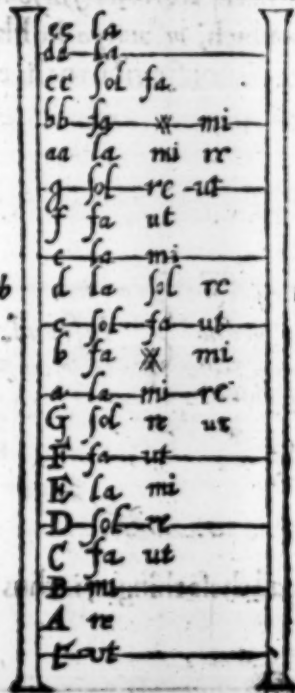 ee la
dd la
cc sol fa
bb fa ※ mi
aa la mi re
g sol re ut
f fa ut
e la mi
b d la sol re
c sol fa ut
b fa ※ mi
a la mi re
G sol re ut
F fa ut
E la mi
D sol re
C fa ut
B mi
A re
Γ ut